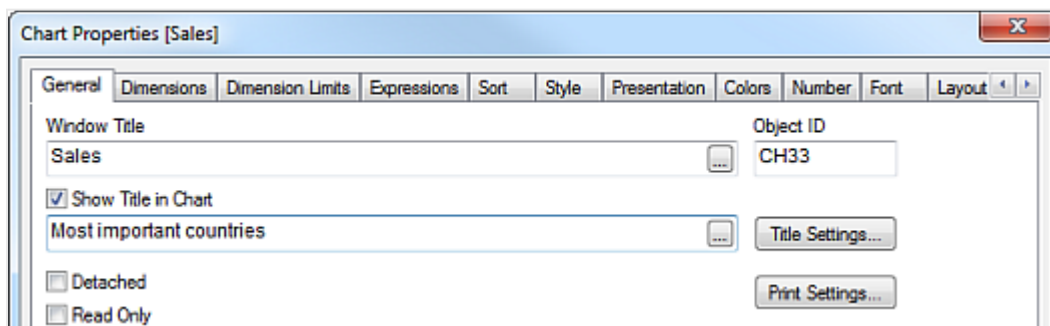 Chart Properties [Sales]
General Dimensions Dimension Limits Expressions Sort Style Presentation Colors Number Font Layout
Window Title Object ID
Sales ... CH33
Show Title in Chart
Most important countries ... Title Settings...
Detached
Print Settings...
Read Only